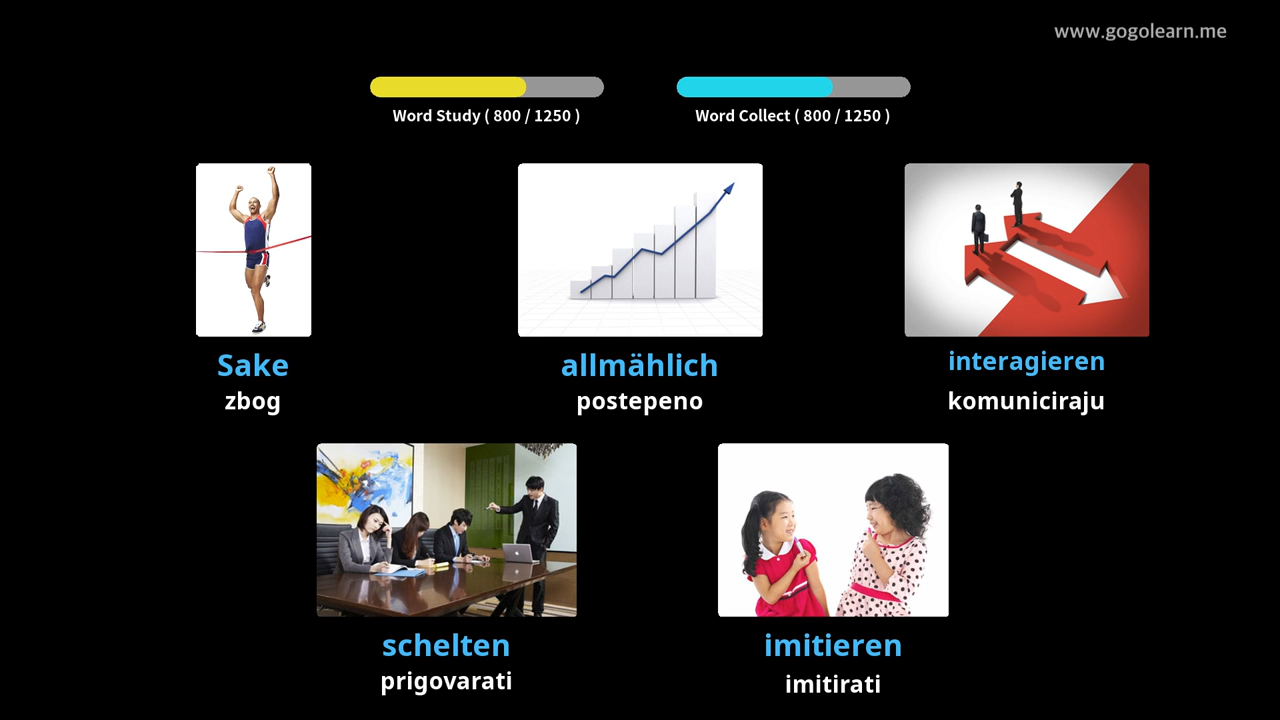 www.gogolearn.me
Word Study ( 800 / 1250 )
Word Collect ( 800 / 1250 )
Sake
zbog
allmählich
postepeno
interagieren
komuniciraju
schelten
prigovarati
imitieren
imitirati